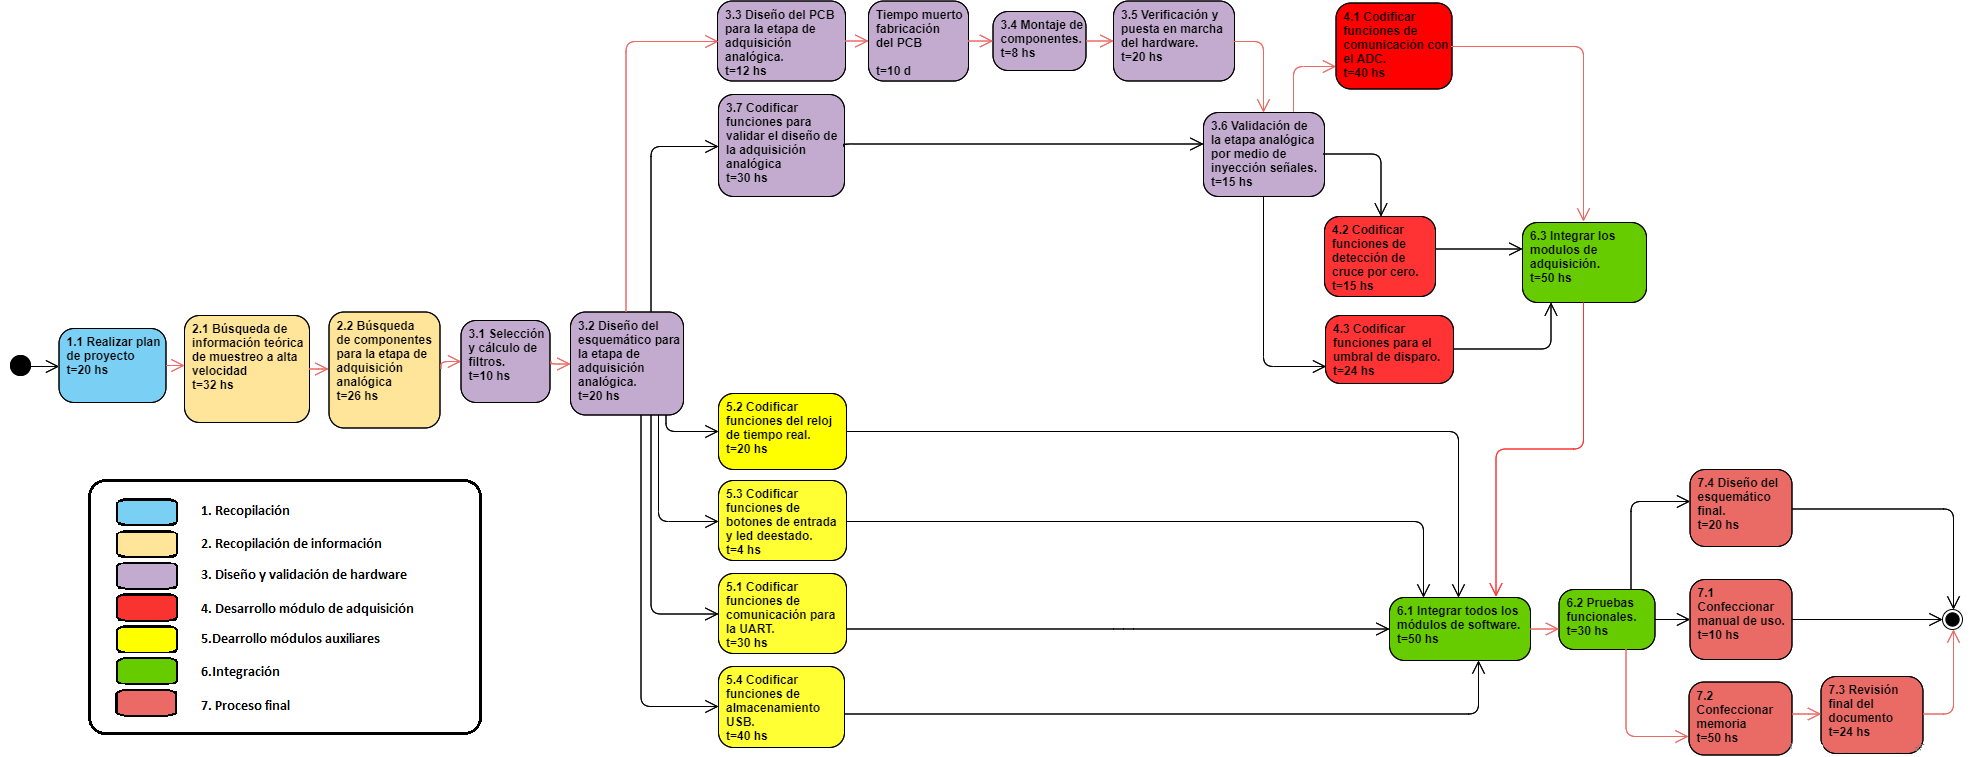 3.3 Diseño del PCB
para la etapa de
adquisición
analógica.
t=12 hs
Tiempo muerto
fabricación
del PCB
t=10 d
3.4 Montaje de
componentes.
t=8 hs
3.5 Verificación y
puesta en marcha
del hardware.
t=20 hs
4.1 Codificar
funciones de
comunicación con
el ADC.
t=40 hs
3.7 Codificar
funciones para
validar el diseño de
la adquisición
analógica
t=30 hs
3.6 Validación de
la etapa analógica
por medio de
inyección señales.
t=15 hs
4.2 Codificar
funciones de
detección de
cruce por cero.
t=15 hs
6.3 Integrar los
modulos de
adquisición.
t=50 hs
4.3 Codificar
funciones para el
umbral de disparo.
t=24 hs
1.1 Realizar plan
de proyecto
t=20 hs
2.1 Búsqueda de
información teórica
de muestreo a alta
velocidad
t=32 hs
2.2 Búsqueda
de componentes
para la etapa de
adquisición
analógica
t=26 hs
3.1 Selección
y cálculo de
filtros.
t=10 hs
3.2 Diseño del
esquemático para
la etapa de
adquisición
analógica.
t=20 hs
5.2 Codificar
funciones del reloj
de tiempo real.
t=20 hs
5.3 Codificar
funciones de
botones de entrada
y led deestado.
t=4 hs
5.1 Codificar
funciones de
comunicación para
la UART.
t=30 hs
5.4 Codificar
funciones de
almacenamiento
USB.
t=40 hs
6.1 Integrar todos los
módulos de software.
t=50 hs
6.2 Pruebas
funcionales.
t=30 hs
7.4 Diseño del
esquemático
final.
t=20 hs
7.1
Confeccionar
manual de uso.
t=10 hs
7.2
Confeccionar
memoria
t=50 hs
7.3 Revisión
final del
documento
t=24 hs
1. Recopilación
2. Recopilación de información
3. Diseño y validación de hardware
4. Desarrollo módulo de adquisición
5.Dearrollo módulos auxiliares
6.Integración
7. Proceso final